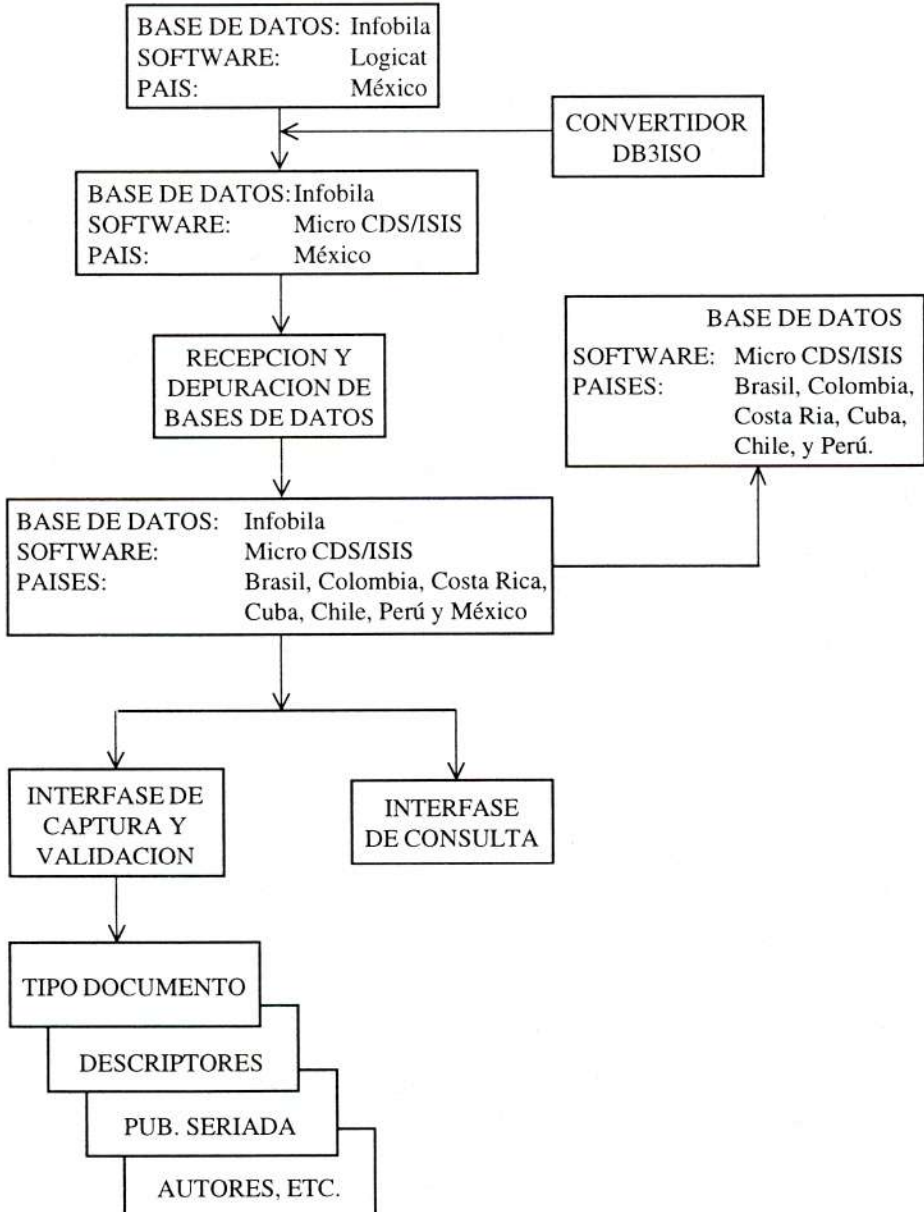 BASE DE DATOS: Infobila
SOFTWARE: Logicat
PAIS: México
CONVERTIDOR
DB3ISO
BASE DE DATOS: Infobila
SOFTWARE: Micro CDS/ISIS
PAIS: México
RECEPCION Y
DEPURACION DE
BASES DE DATOS
BASE DE DATOS
SOFTWARE: Micro CDS/ISIS
PAISES: Brasil, Colombia,
Costa Ria, Cuba,
Chile, y Perú.
BASE DE DATOS: Infobila
SOFTWARE: Micro CDS/ISIS
PAISES: Brasil, Colombia, Costa Rica,
Cuba, Chile, Perú y México
INTERFASE DE
CAPTURA Y
VALIDACION
INTERFASE
DE CONSULTA
TIPO DOCUMENTO
DESCRIPTORES
PUB. SERIADA
AUTORES, ETC.